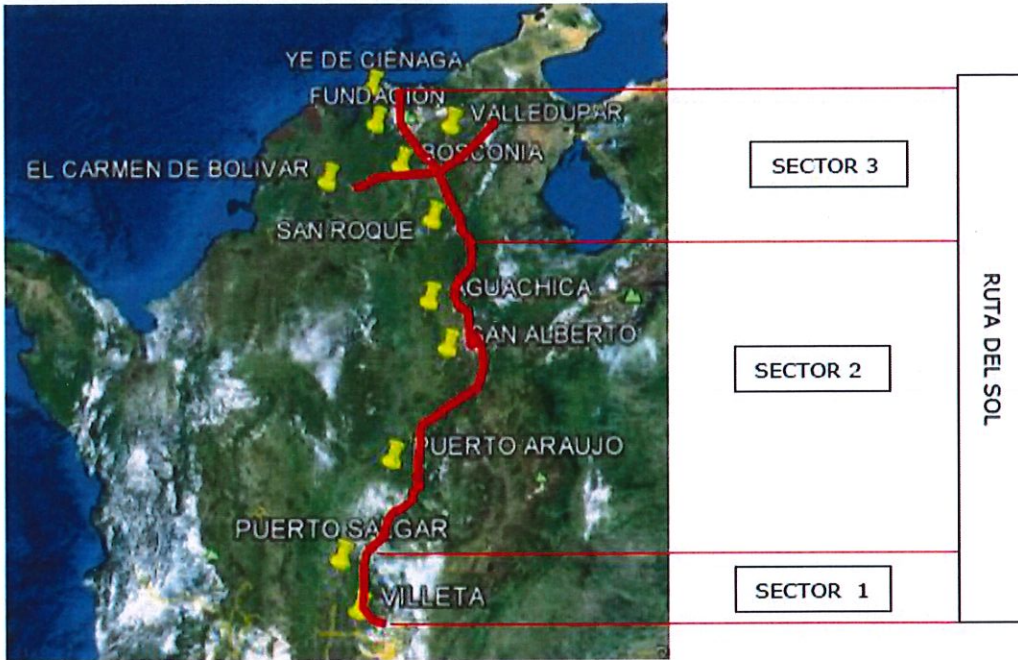 YE DE CIÉNAGA
FUNDACIÓN
VALLEDUPAR
BOSCONIA
EL CARMEN DE BOLIVAR
SAN ROQUE
AGUACHICA
SAN ALBERTO
PUERTO ARAUJO
PUERTO SALGAR
VILLETA
SECTOR 3
SECTOR 2
SECTOR 1
RUTA DEL SOL